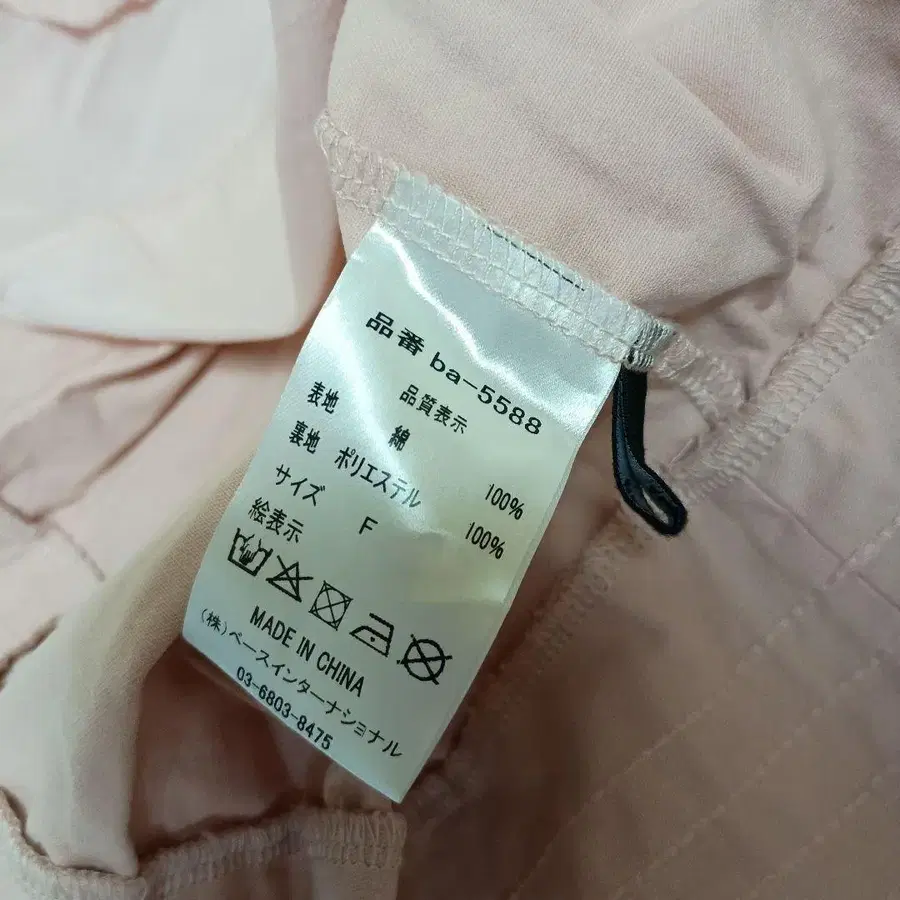 品番 ba-5588
品質表示
表地 綿 100%
裏地 ポリエステル 100%
サイズ F
絵表示
MADE IN CHINA
(株)ベースインターナショナル
03-6803-8475